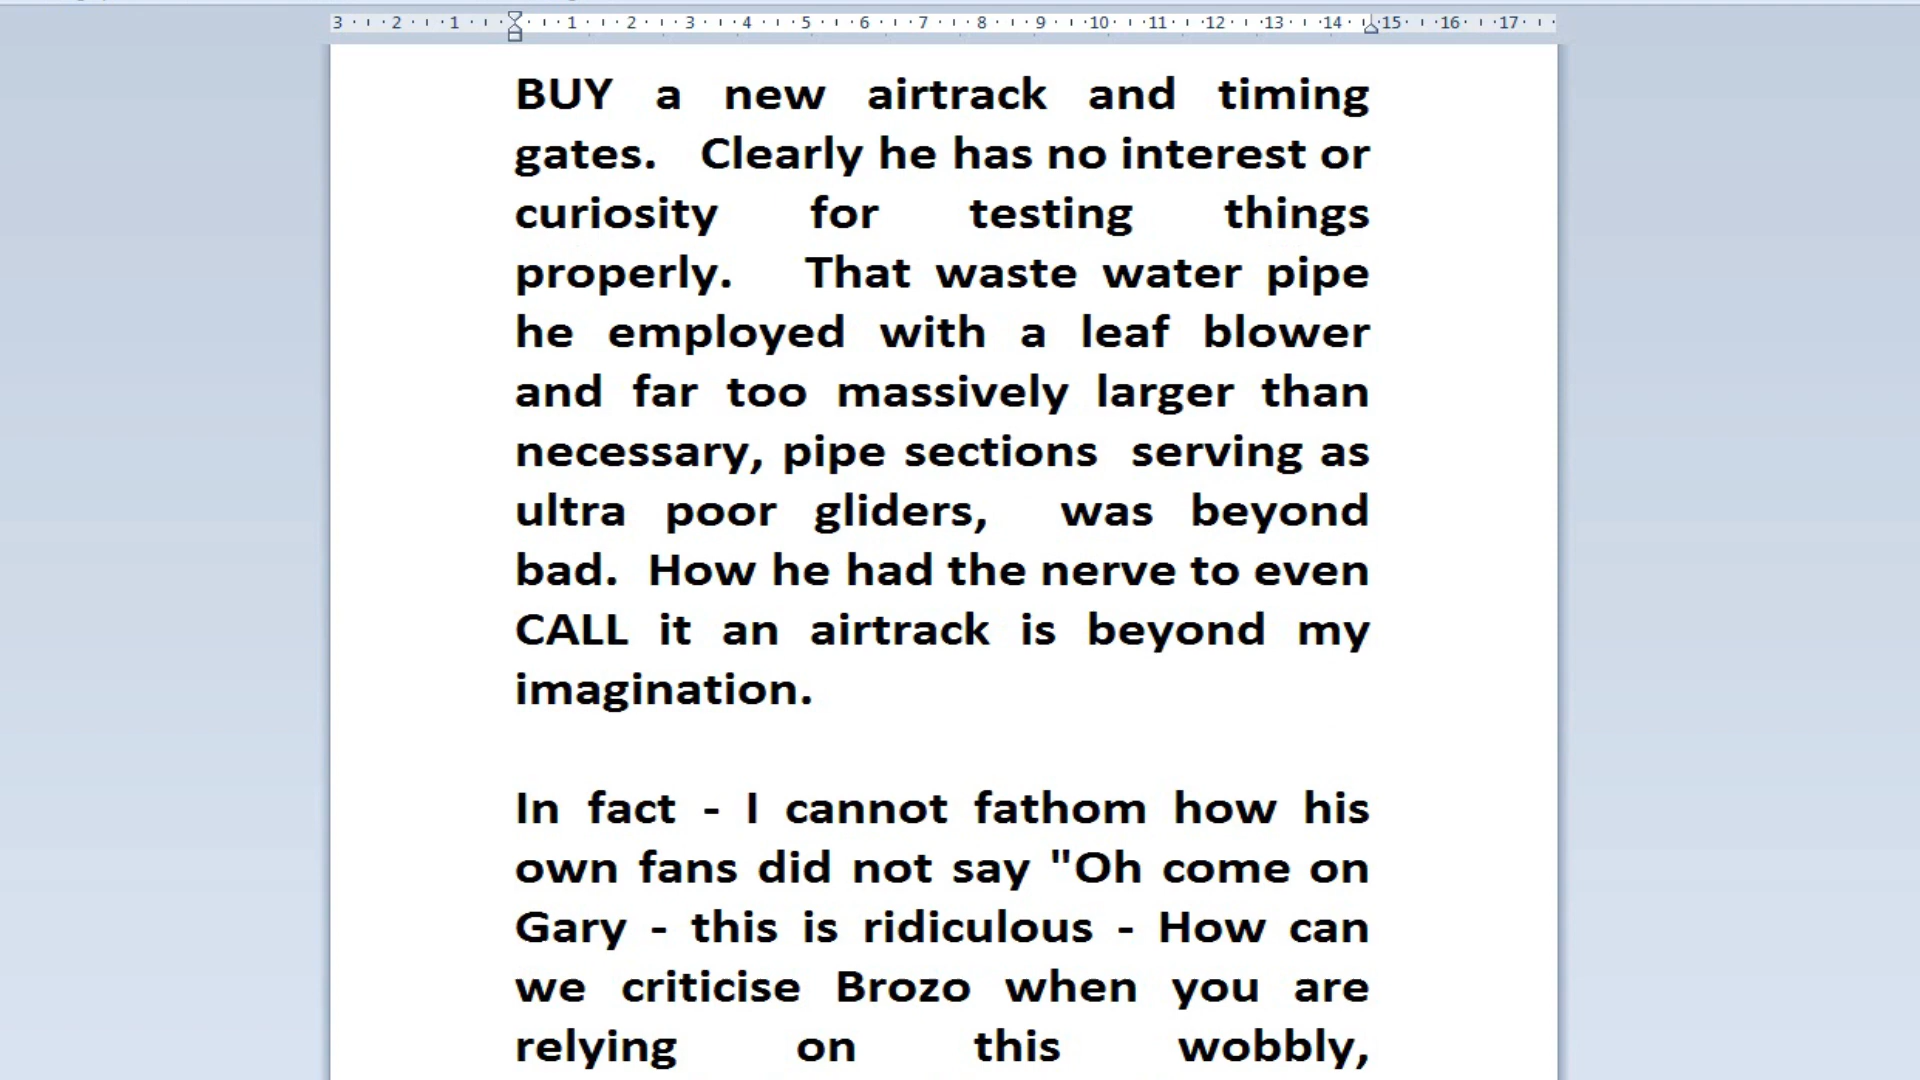 3 2 1 1 2 3 4 5 6 7 8 9 10 11 12 13 14 15 16 17
BUY a new airtrack and timing
gates. Clearly he has no interest or
curiosity for testing things
properly. That waste water pipe
he employed with a leaf blower
and far too massively larger than
necessary, pipe sections serving as
ultra poor gliders, was beyond
bad. How he had the nerve to even
CALL it an airtrack is beyond my
imagination.
In fact - I cannot fathom how his
own fans did not say "Oh come on
Gary - this is ridiculous - How can
we criticise Brozo when you are
relying on this wobbly,